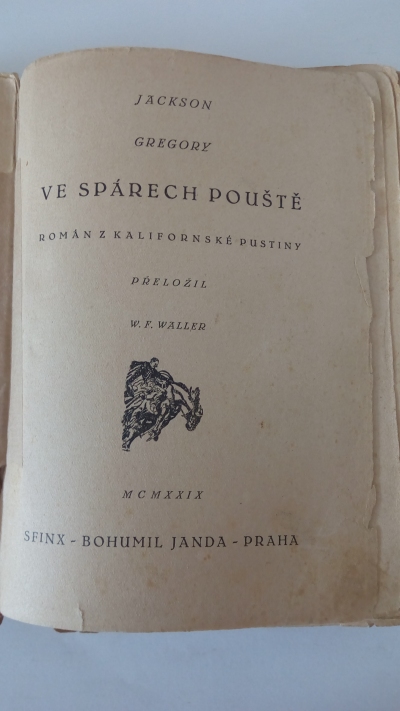 JACKSON
GREGORY
VE SPÁRECH POUŠTĚ
ROMÁN Z KALIFORNSKÉ PUSTINY
PŘELOŽIL
W. F. WALLER
MCMXXIX
SFINX - BOHUMIL JANDA - PRAHA